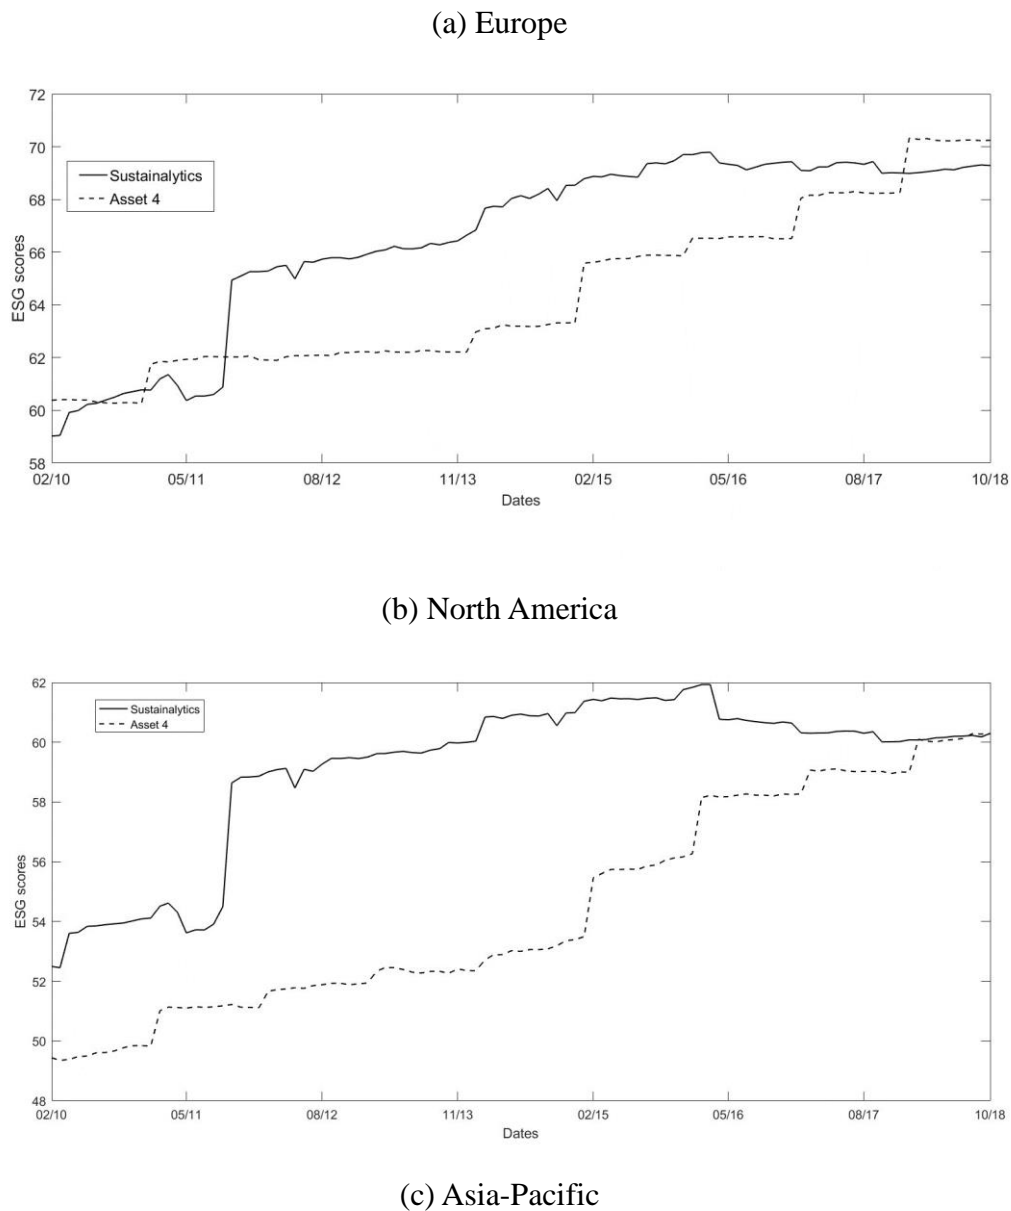 (a) Europe
72
70
68
66
64
62
60
58
ESG scores
Sustainalytics
Asset 4
02/10 05/11 08/12 11/13 02/15 05/16 08/17 10/18
Dates
(b) North America
62
60
58
56
54
52
50
48
ESG scores
Sustainalytics
Asset 4
02/10 05/11 08/12 11/13 02/15 05/16 08/17 10/18
Dates
(c) Asia-Pacific